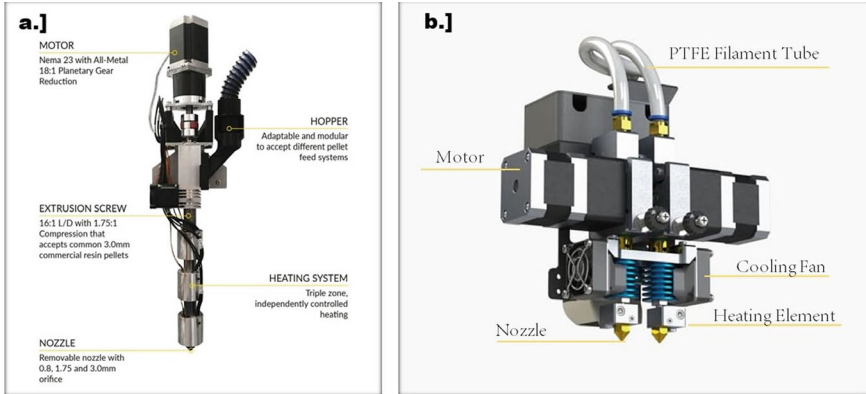 a.]
MOTOR
Nema 23 with All-Metal
18:1 Planetary Gear
Reduction
HOPPER
Adaptable and modular
to accept different pellet
feed systems
EXTRUSION SCREW
16:1 L/D with 1.75:1
Compression that
accepts common 3.0mm
commercial resin pellets
HEATING SYSTEM
Triple zone,
independently controlled
heating
NOZZLE
Removable nozzle with
0.8, 1.75 and 3.0mm
orifice
b.]
PTFE Filament Tube
Motor
Cooling Fan
Heating Element
Nozzle